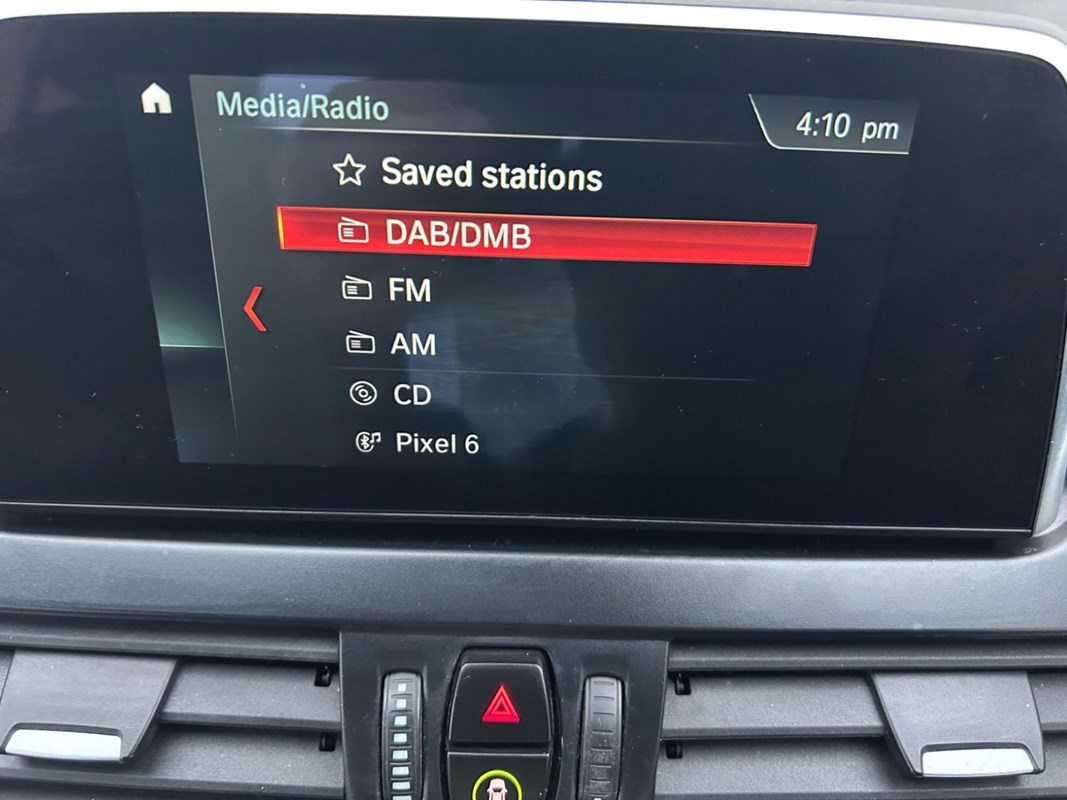 Media/Radio
4:10 pm
Saved stations
DAB/DMB
FM
AM
CD
Pixel 6